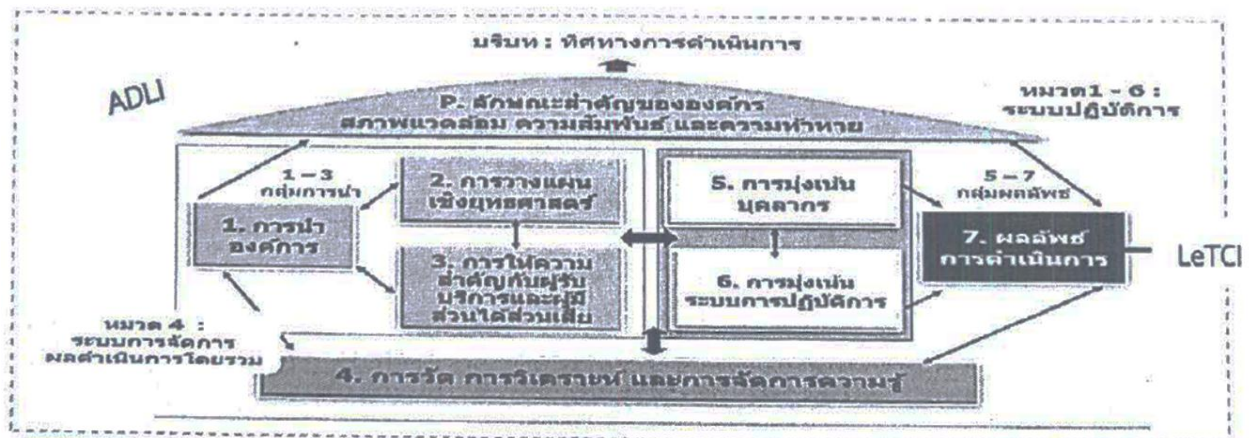 บริบท : ทิศทางการดำเนินการ
ADLI
P. ลักษณะสำคัญขององค์กร
สภาพแวดล้อม ความสัมพันธ์ และความท้าทาย
หมวด 1 - 6 :
ระบบปฏิบัติการ
1 – 3
กลุ่มการนำ
2. การวางแผน
เชิงยุทธศาสตร์
5. การมุ่งเน้น
บุคลากร
5 – 7
กลุ่มผลลัพธ์
1. การนำ
องค์การ
7. ผลลัพธ์
การดำเนินการ
LeTCI
3. การให้ความ
สำคัญกับผู้รับ
บริการและผู้มี
ส่วนได้ส่วนเสีย
6. การมุ่งเน้น
ระบบการปฏิบัติการ
หมวด 4 :
ระบบการจัดการ
ผลดำเนินการโดยรวม
4. การวัด การวิเคราะห์ และการจัดการความรู้